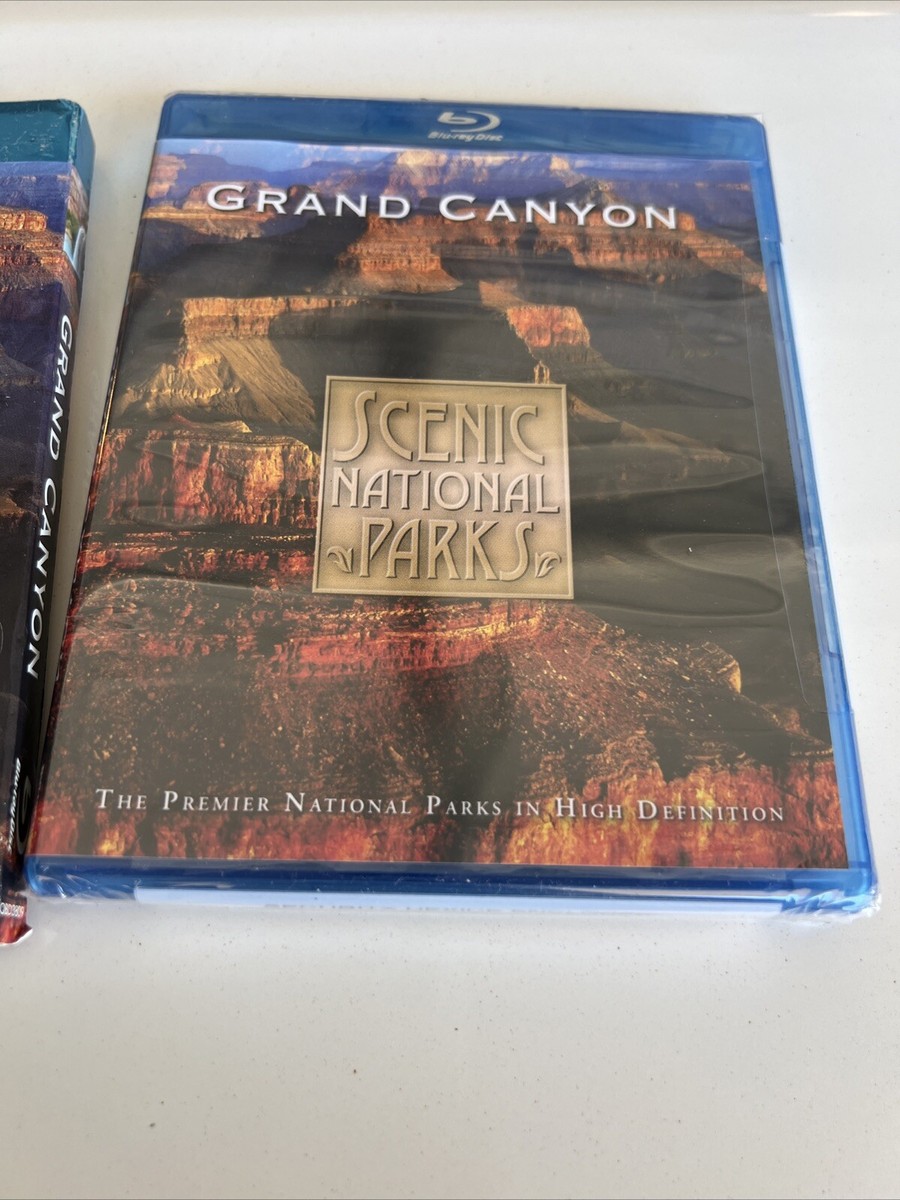 Blu-ray Disc
GRAND CANYON
SCENIC
NATIONAL
PARKS
THE PREMIER NATIONAL PARKS IN HIGH DEFINITION
GRAND CANYON